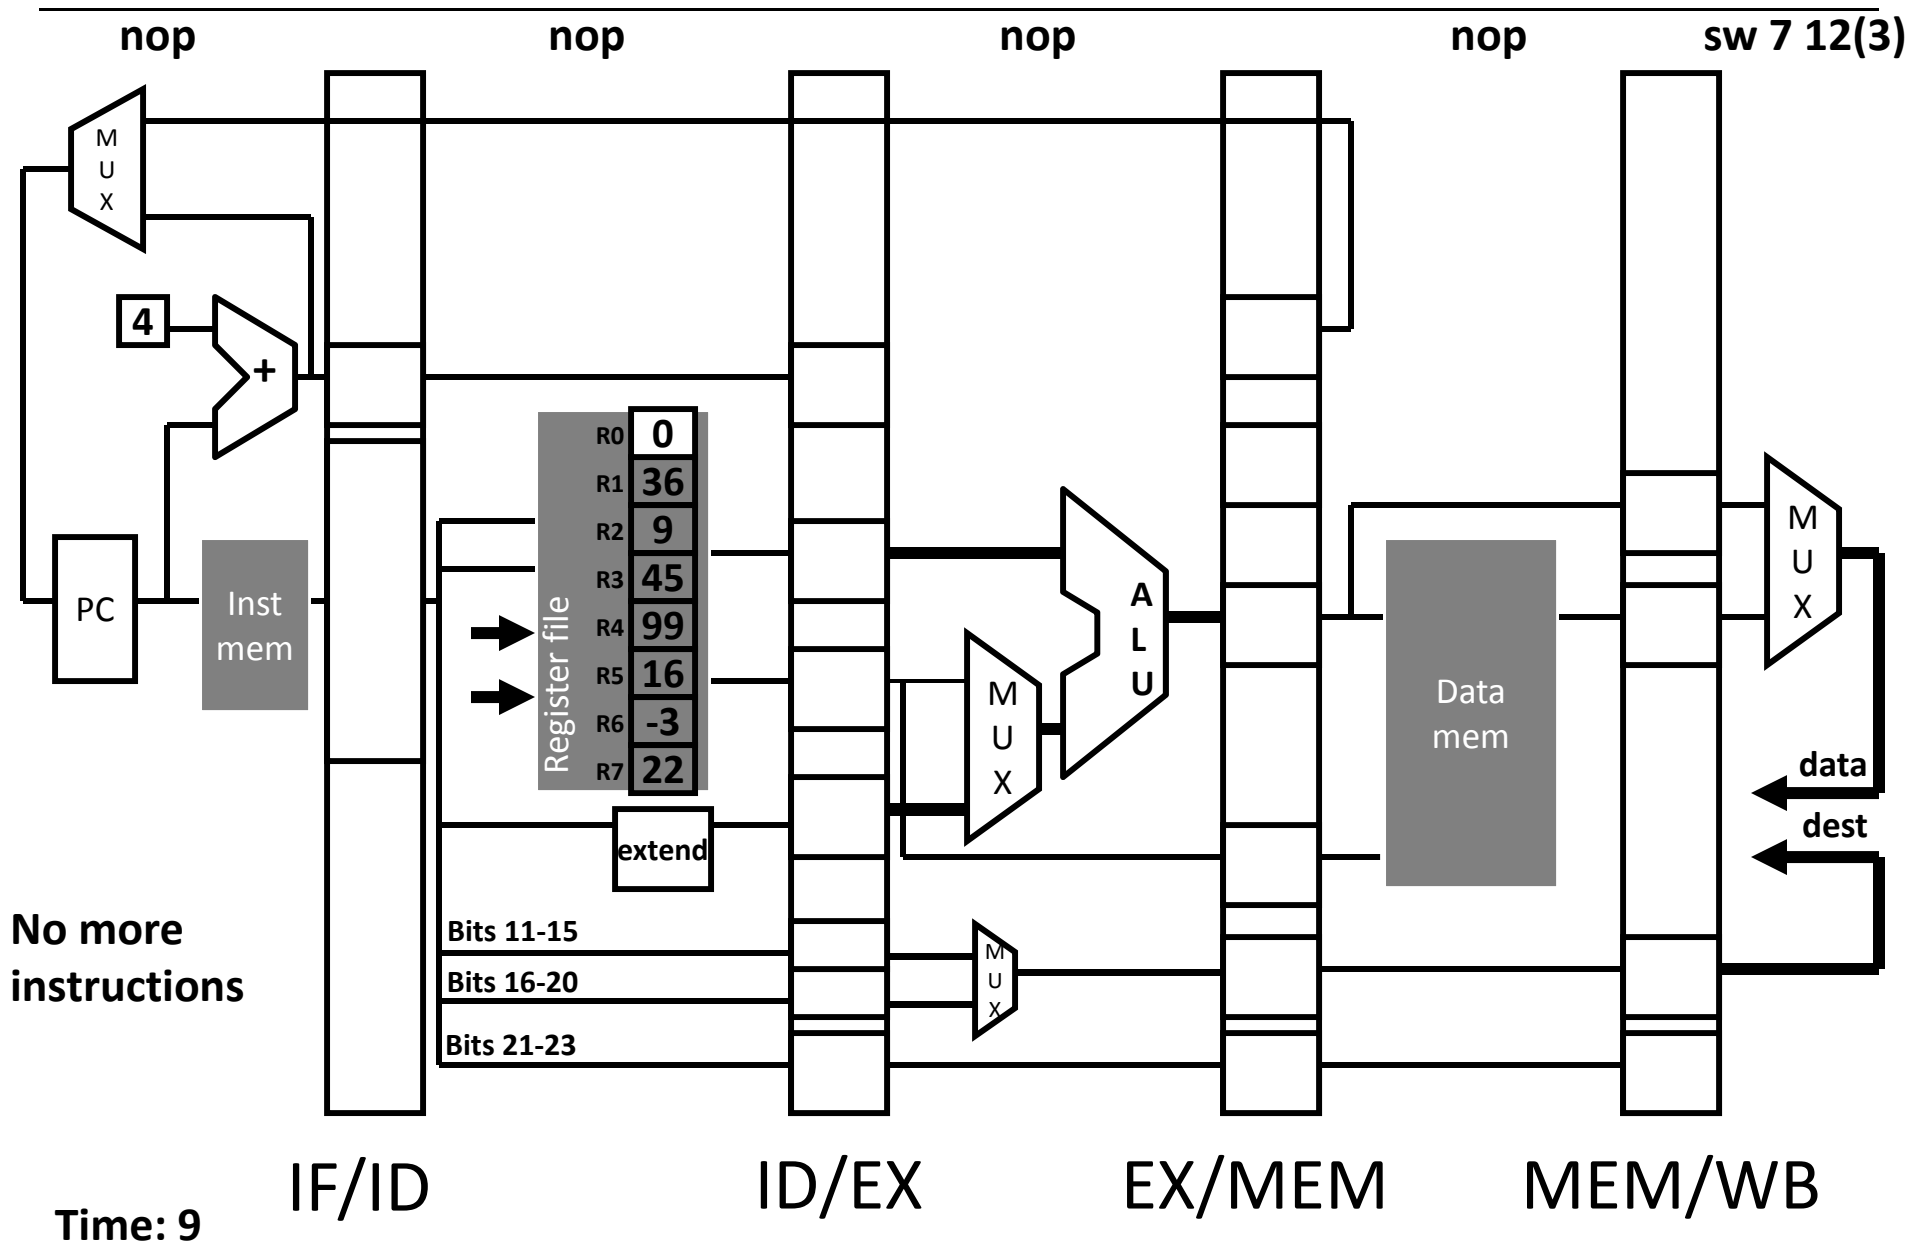 nop nop nop nop sw 7 12(3)
M
U
X
4
+
PC
Inst
mem
Register file
R0 0
R1 36
R2 9
R3 45
R4 99
R5 16
R6 -3
R7 22
extend
M
U
X
A
L
U
Data
mem
M
U
X
data
dest
No more
instructions
Bits 11-15
Bits 16-20
Bits 21-23
M
U
X
IF/ID ID/EX EX/MEM MEM/WB
Time: 9